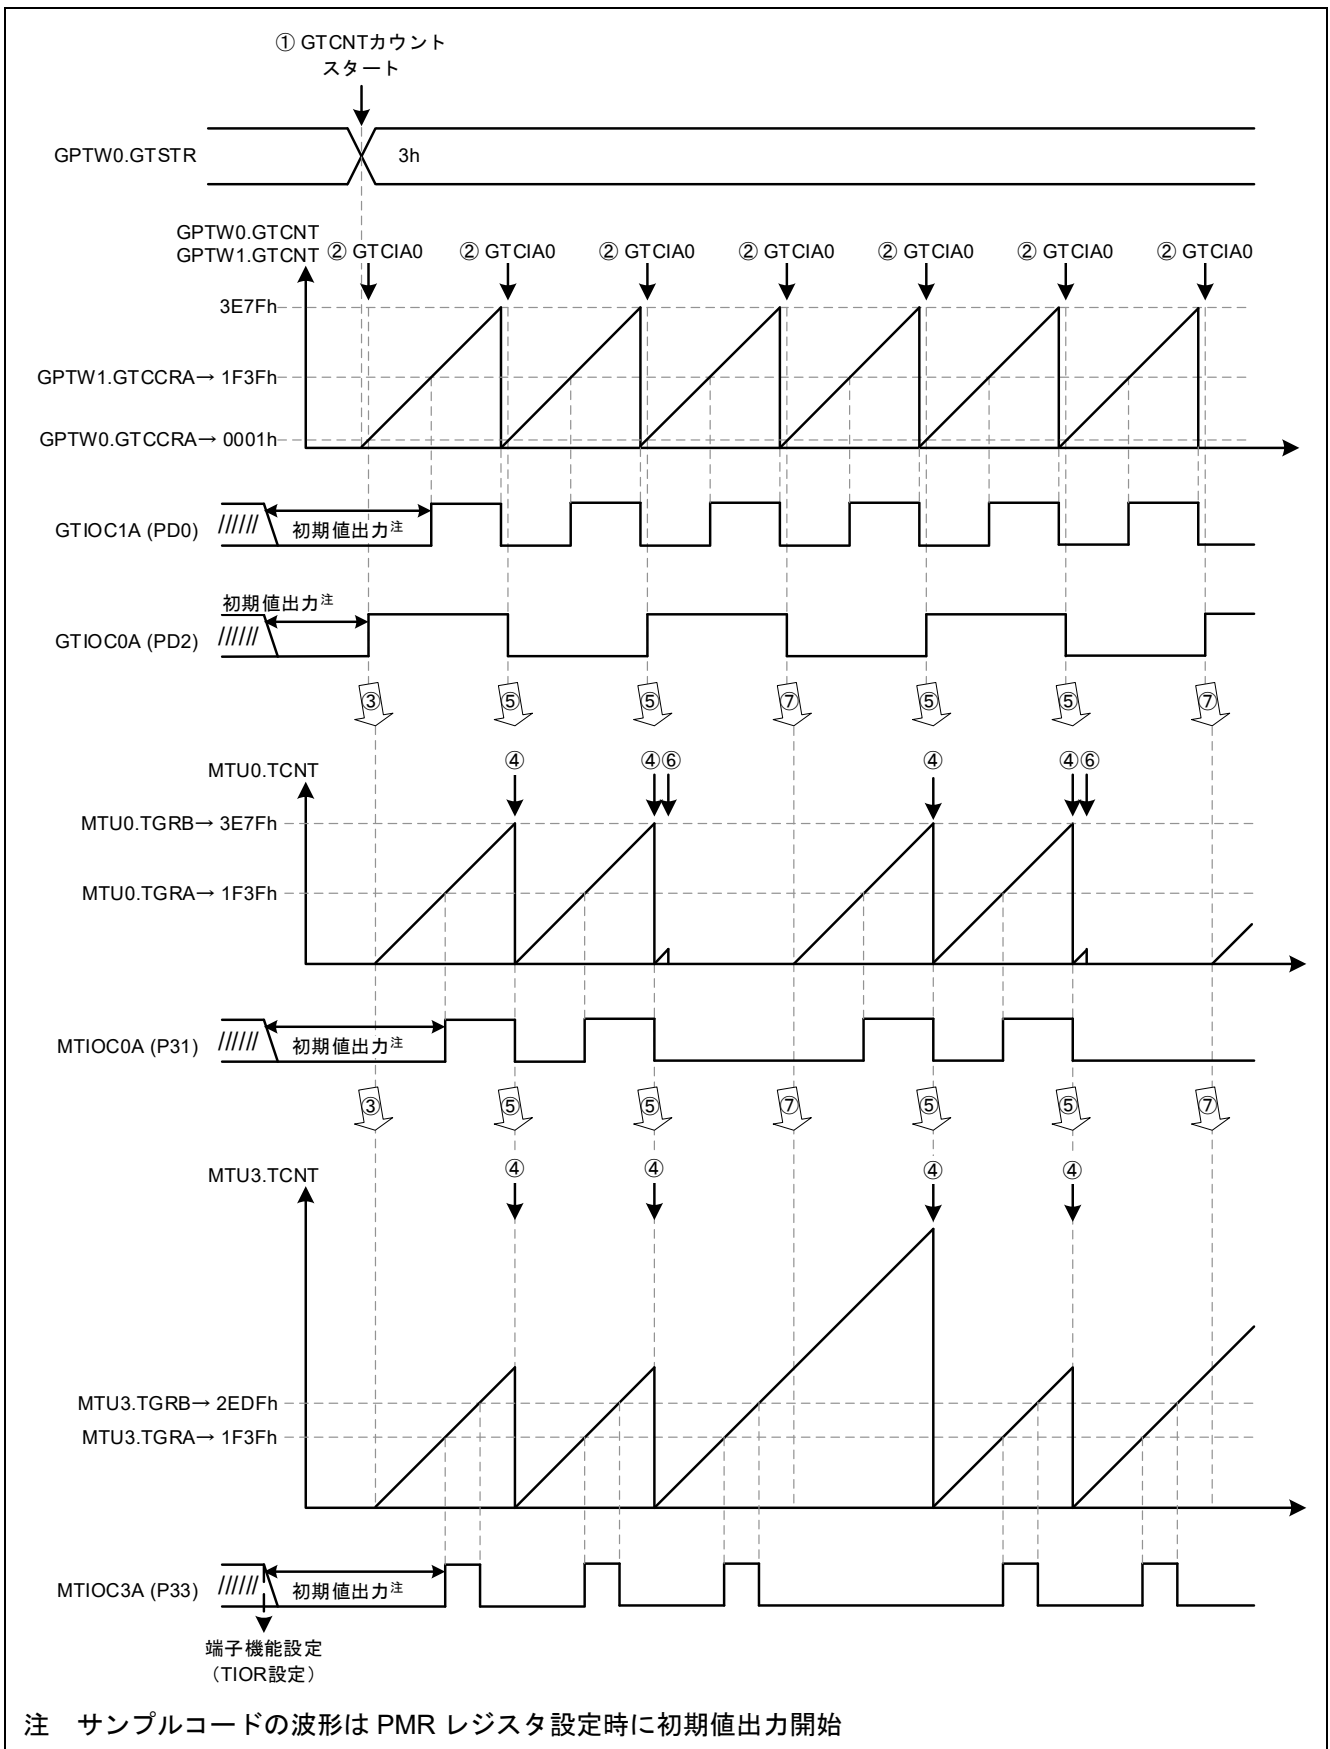 ① GTCNTカウント
スタート
GPTW0.GTSTR
3h
GPTW0.GTCNT
GPTW1.GTCNT
② GTCIA0 ② GTCIA0 ② GTCIA0 ② GTCIA0 ② GTCIA0 ② GTCIA0 ② GTCIA0
3E7Fh
GPTW1.GTCCRA→ 1F3Fh
GPTW0.GTCCRA→ 0001h
GTIOC1A (PD0)
////// 初期値出力注
初期値出力注
GTIOC0A (PD2)
//////
③ ⑤ ⑤ ⑦ ⑤ ⑤ ⑦
MTU0.TCNT
④ ④⑥ ④ ④⑥
MTU0.TGRB→ 3E7Fh
MTU0.TGRA→ 1F3Fh
MTIOC0A (P31)
////// 初期値出力注
③ ⑤ ⑤ ⑦ ⑤ ⑤ ⑦
MTU3.TCNT
④ ④ ④ ④
MTU3.TGRB→ 2EDFh
MTU3.TGRA→ 1F3Fh
MTIOC3A (P33)
////// 初期値出力注
端子機能設定
（TIOR設定）
注 サンプルコードの波形は PMR レジスタ設定時に初期値出力開始